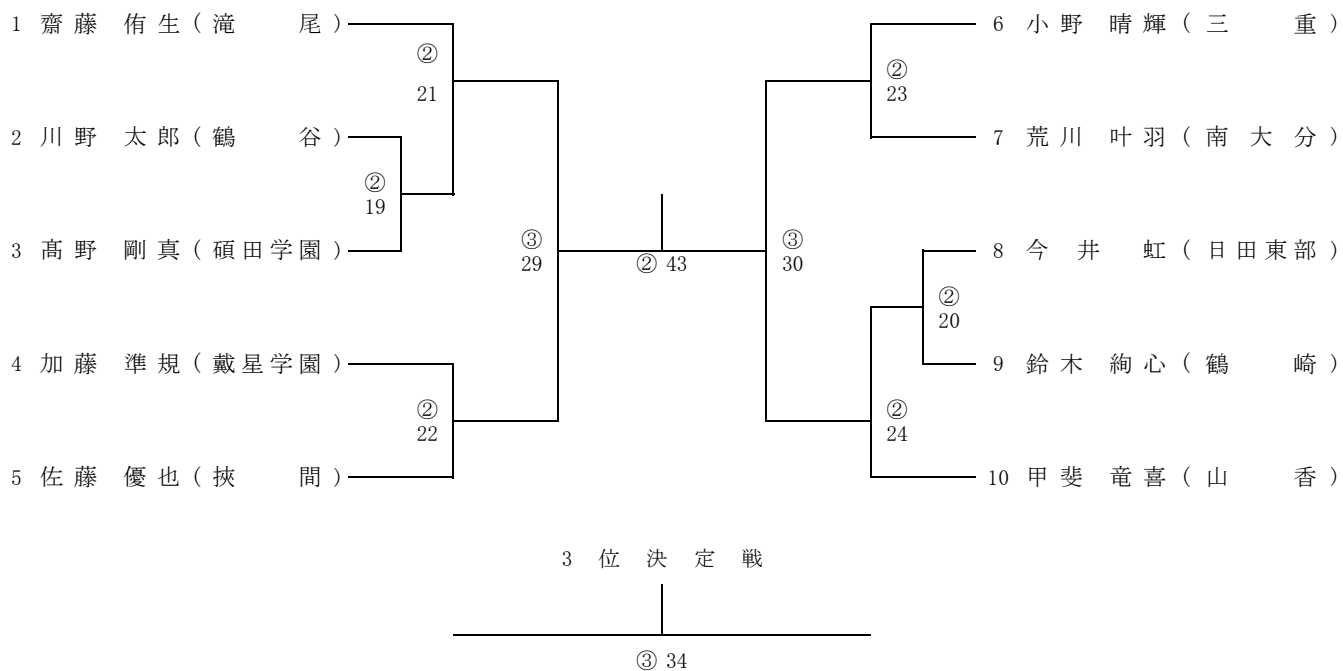 1 齋藤 侑生(滝 尾)
②
21
2 川野 太郎(鶴 谷)
②
19
3 髙野 剛真(碩田学園)
③
29
4 加藤 準規(戴星学園)
②
22
5 佐藤 優也(挾 間)
② 43
6 小野 晴輝(三 重)
②
23
7 荒川 叶羽(南大分)
③
30
8 今井 虹(日田東部)
②
20
9 鈴木 絢心(鶴 崎)
②
24
10 甲斐 竜喜(山 香)
3位決定戦
③ 34